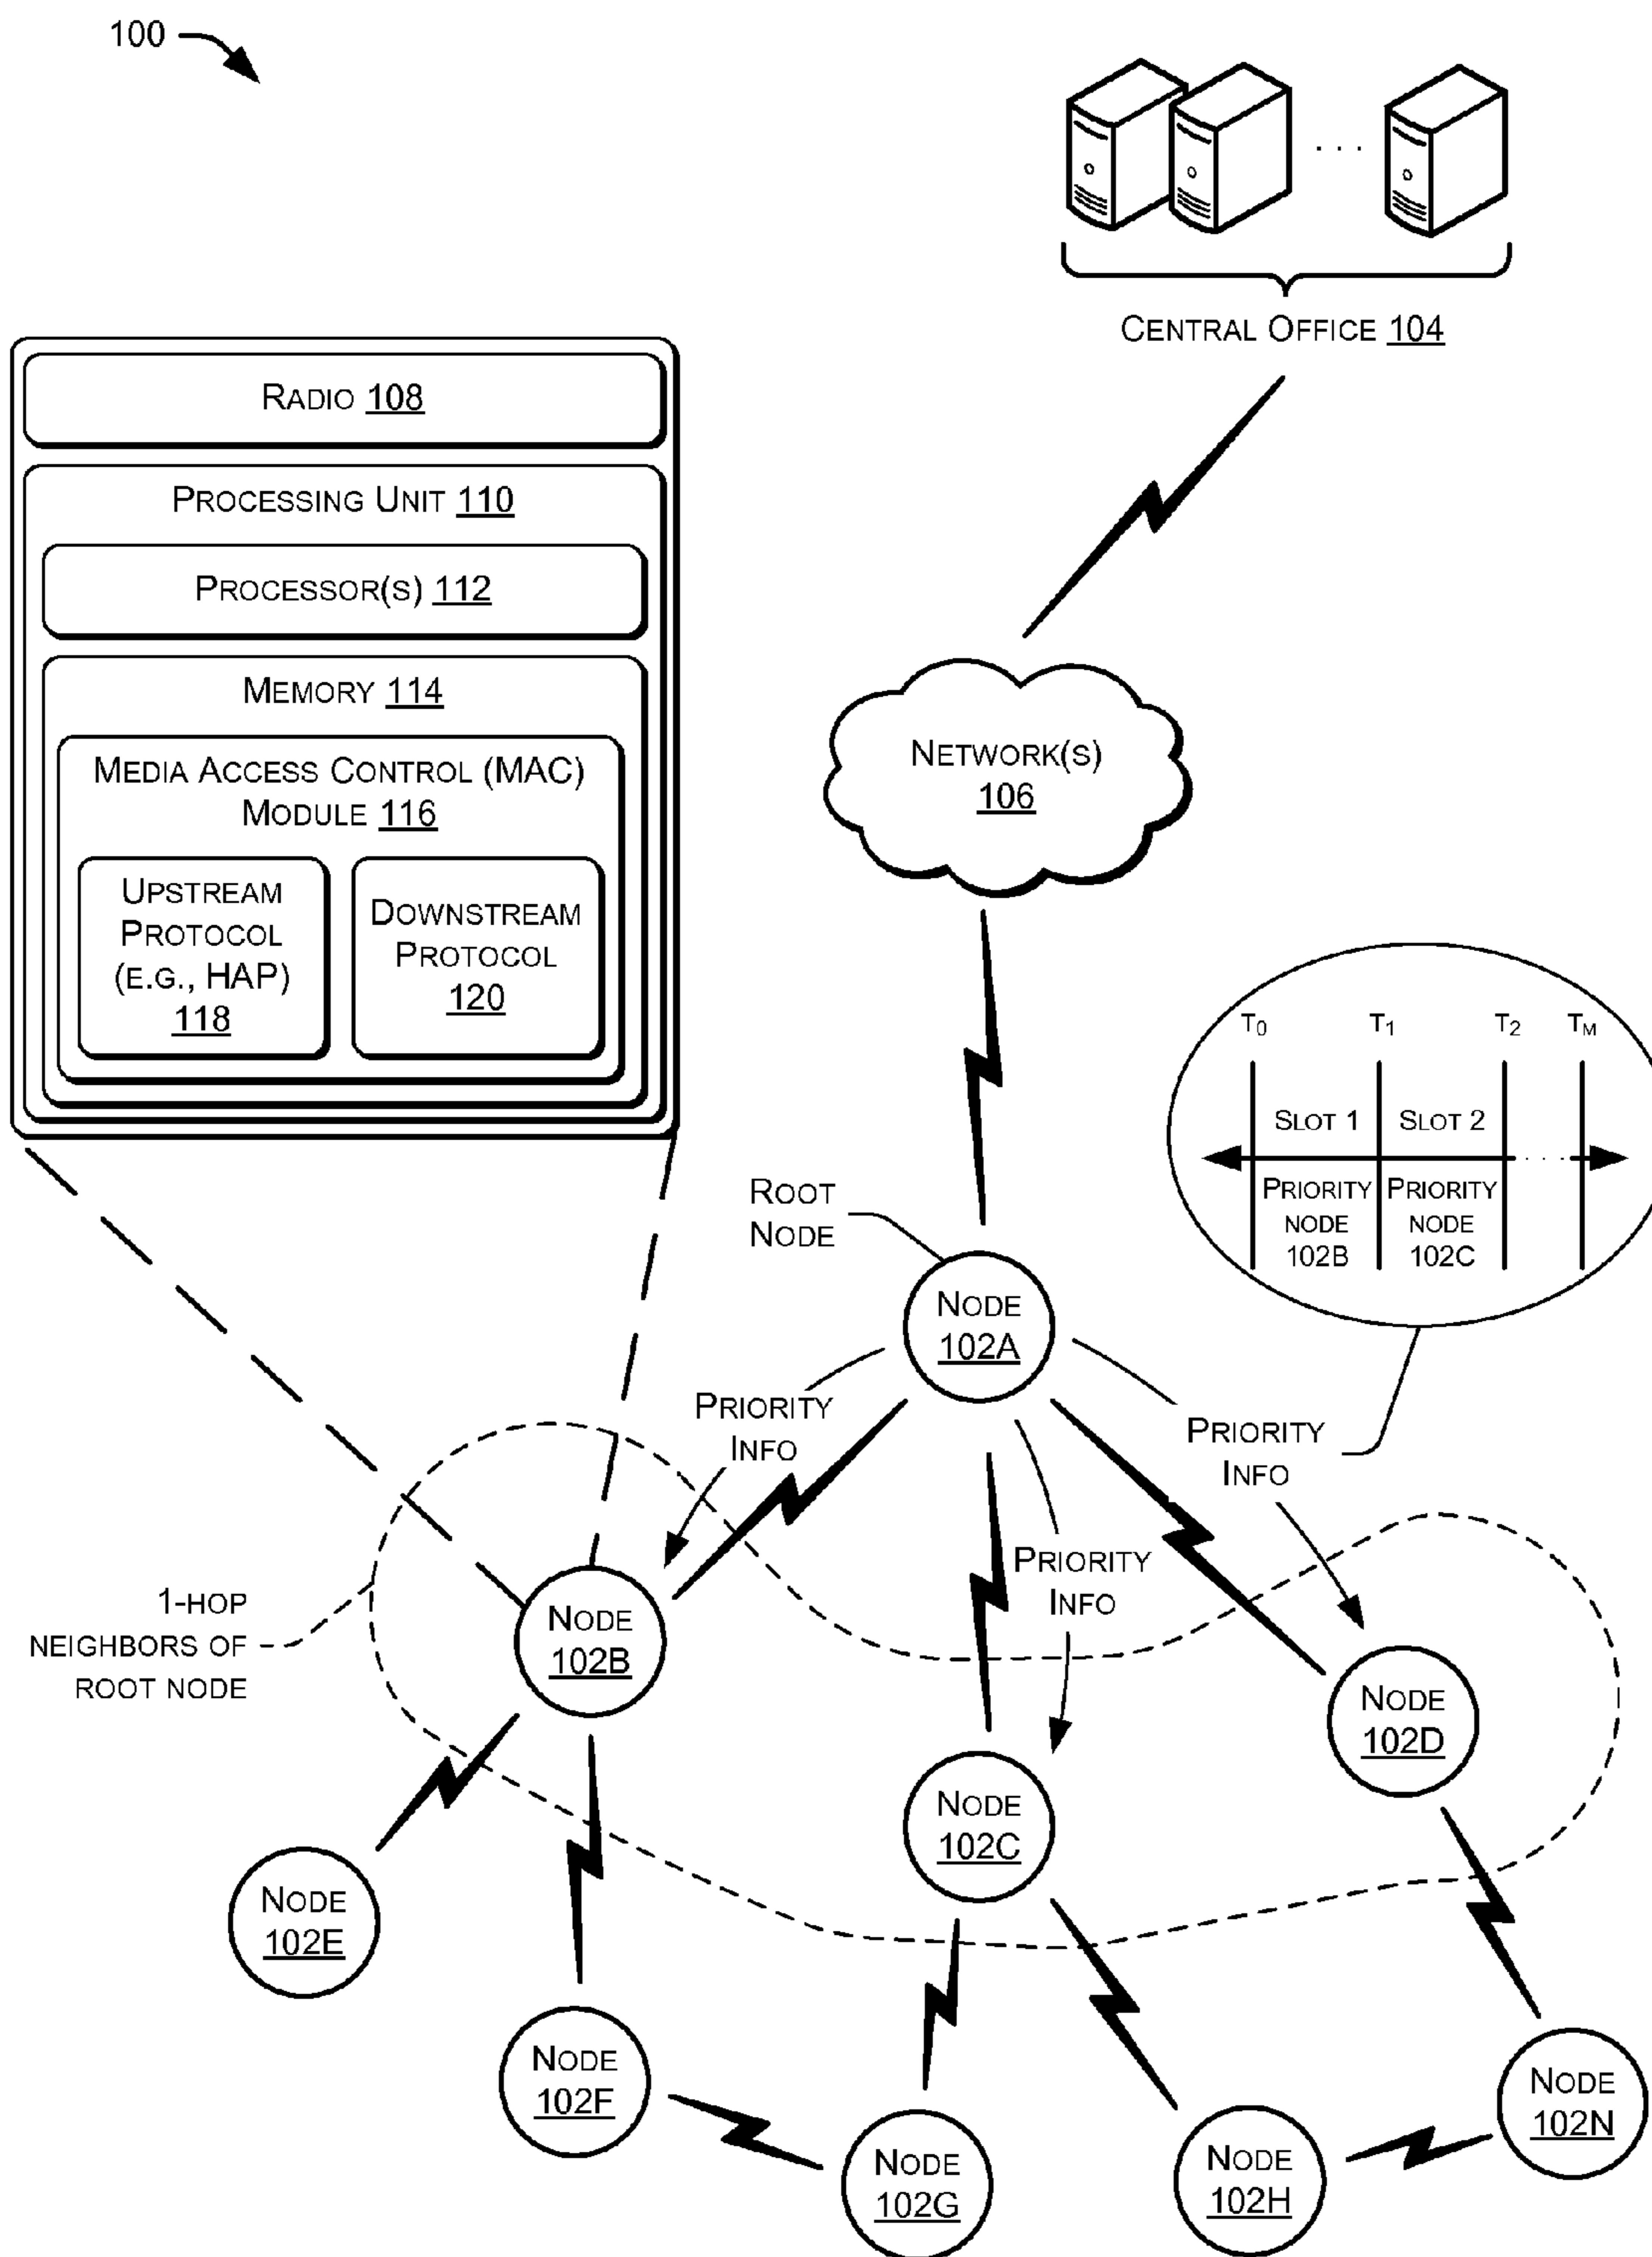 100
CENTRAL OFFICE 104
RADIO 108
PROCESSING UNIT 110
PROCESSOR(S) 112
MEMORY 114
MEDIA ACCESS CONTROL (MAC)
MODULE 116
UPSTREAM
PROTOCOL
(E.G., HAP)
118
DOWNSTREAM
PROTOCOL
120
NETWORK(S)
106
T0 T1 T2 TM
SLOT 1 SLOT 2
. . .
PRIORITY
NODE
102B
PRIORITY
NODE
102C
ROOT
NODE
NODE
102A
PRIORITY
INFO
PRIORITY
INFO
PRIORITY
INFO
1-HOP
NEIGHBORS OF
ROOT NODE
NODE
102B
NODE
102C
NODE
102D
NODE
102E
NODE
102F
NODE
102G
NODE
102H
NODE
102N